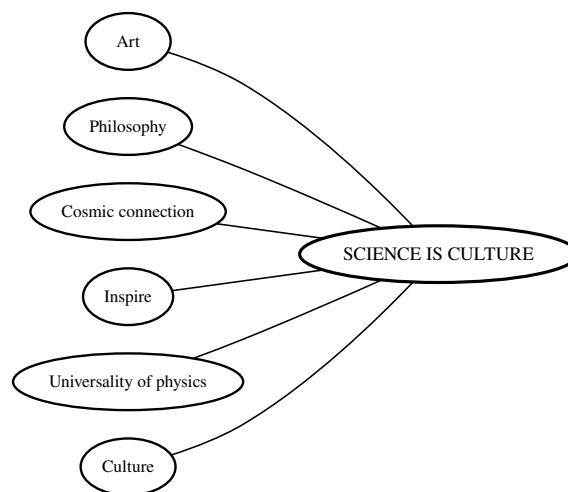 Art
Philosophy
Cosmic connection
SCIENCE IS CULTURE
Inspire
Universality of physics
Culture